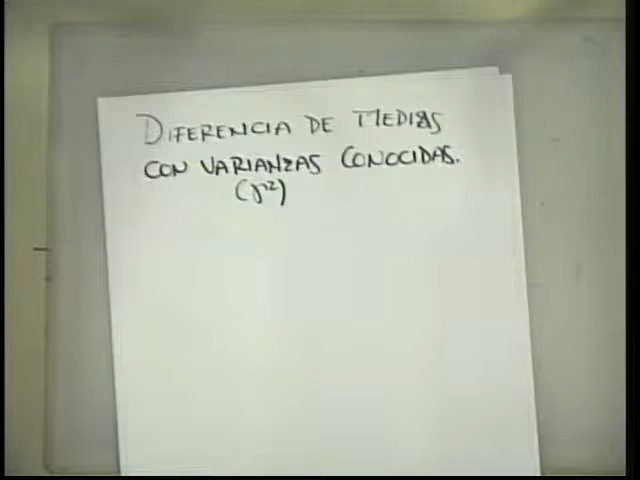 DIFERENCIA DE MEDIAS
CON VARIANZAS CONOCIDAS.
(σ²)